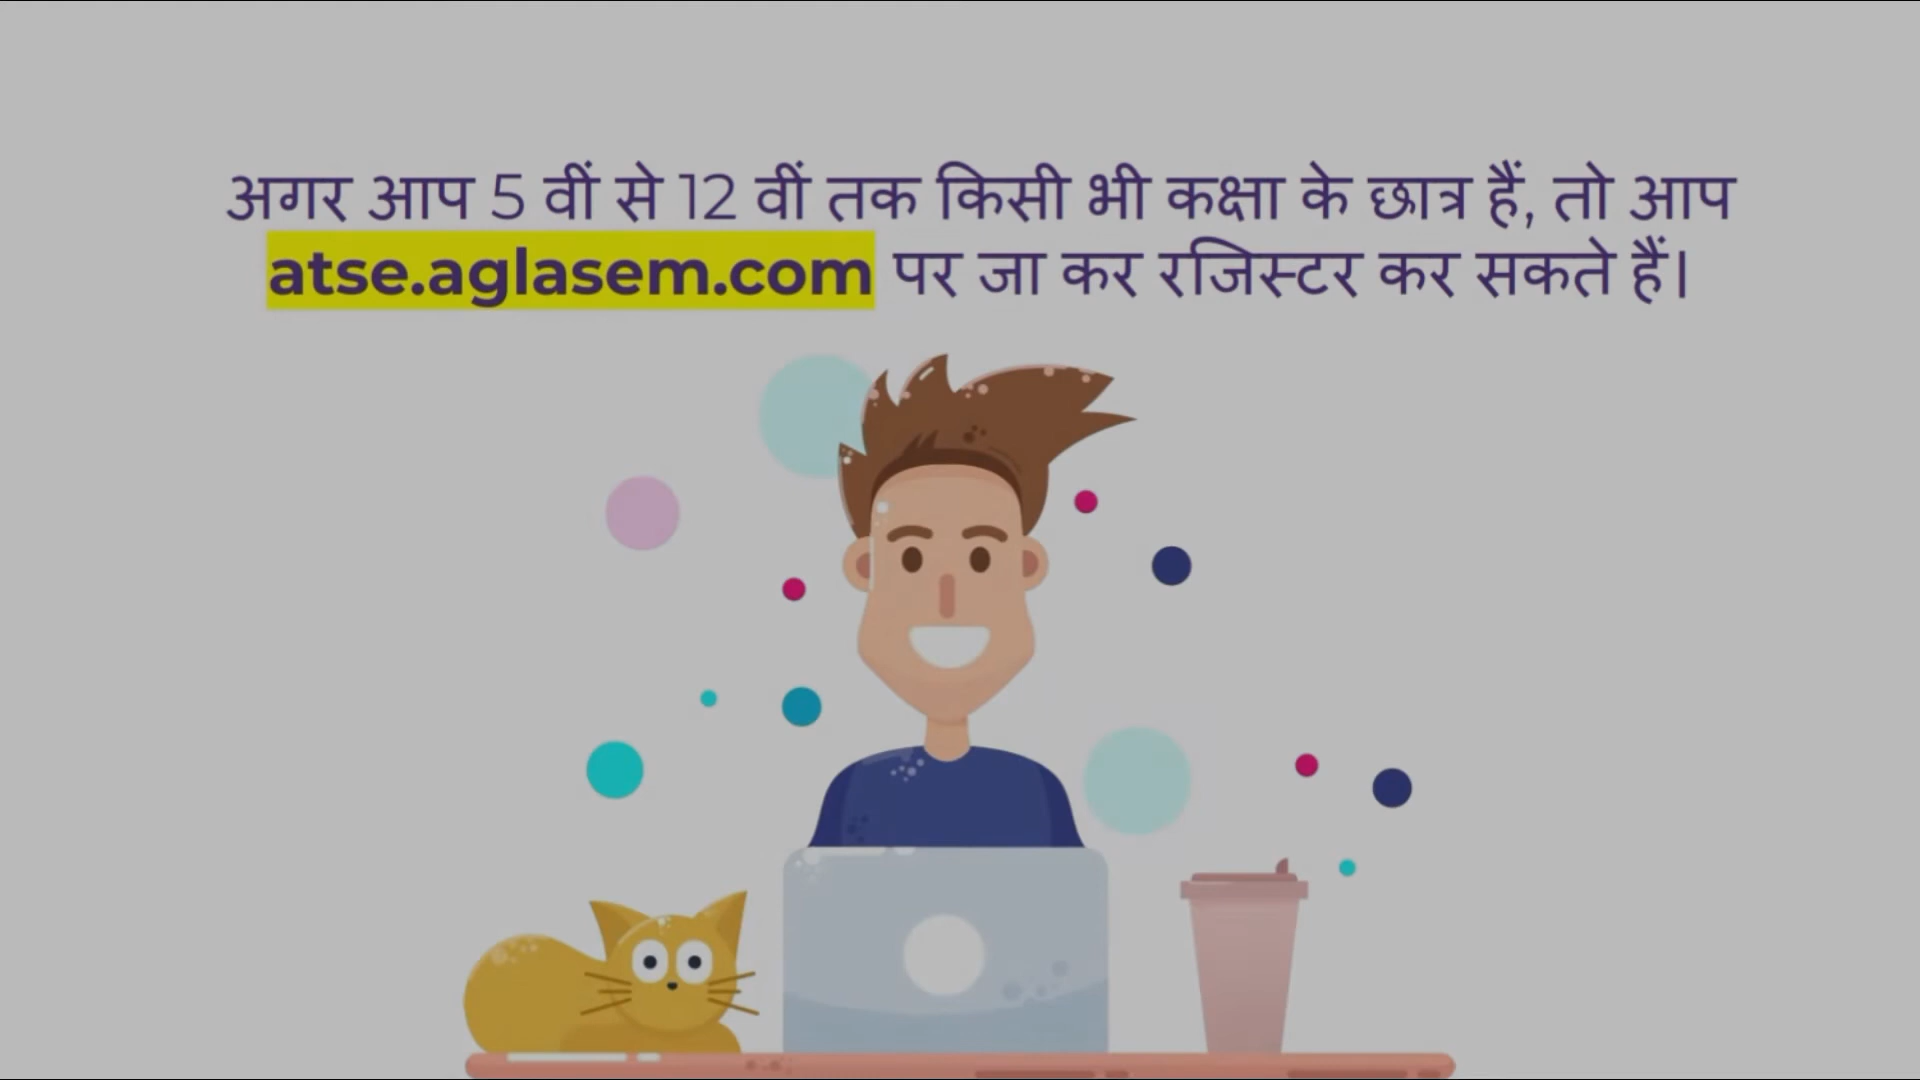 अगर आप 5 वीं से 12 वीं तक किसी भी कक्षा के छात्र हैं, तो आप
atse.aglasem.com पर जा कर रजिस्टर कर सकते हैं।